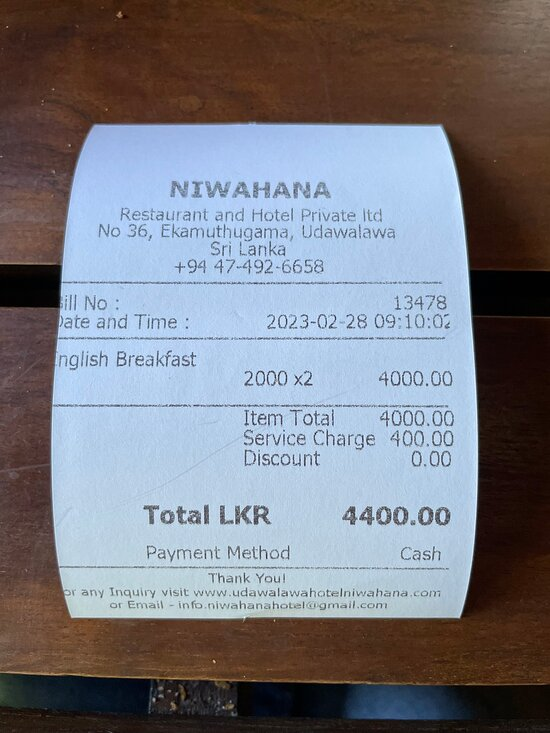 NIWAHANA
Restaurant and Hotel Private ltd
No 36, Ekamuthugama, Udawalawa
Sri Lanka
+94 47-492-6658
Bill No : 13478
Date and Time : 2023-02-28 09:10:02
English Breakfast
2000 x2 4000.00
Item Total 4000.00
Service Charge 400.00
Discount 0.00
Total LKR 4400.00
Payment Method Cash
Thank You!
or any Inquiry visit www.udawalawahotelniwahana.com
or Email - info.niwahanahotel@gmail.com